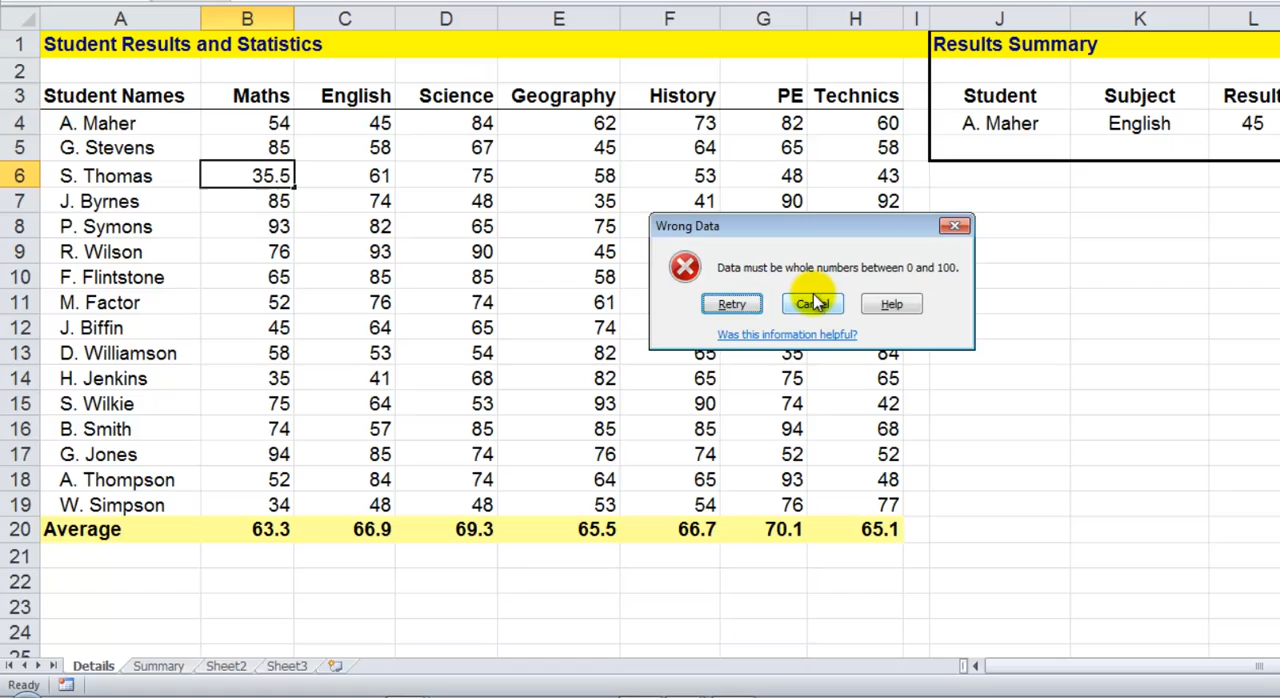 A B C D E F G H I J K L
1 Student Results and Statistics Results Summary
2
3 Student Names Maths English Science Geography History PE Technics Student Subject Result
4 A. Maher 54 45 84 62 73 82 60 A. Maher English 45
5 G. Stevens 85 58 67 45 64 65 58
6 S. Thomas 35.5 61 75 58 53 48 43
7 J. Byrnes 85 74 48 35 41 90 92
8 P. Symons 93 82 65 75
Wrong Data
9 R. Wilson 76 93 90 45
Data must be whole numbers between 0 and 100.
10 F. Flintstone 65 85 85 58
11 M. Factor 52 76 74 61
Retry Cancel Help
12 J. Biffin 45 64 65 74
Was this information helpful?
13 D. Williamson 58 53 54 82 65 35 84
14 H. Jenkins 35 41 68 82 65 75 65
15 S. Wilkie 75 64 53 93 90 74 42
16 B. Smith 74 57 85 85 85 94 68
17 G. Jones 94 85 74 76 74 52 52
18 A. Thompson 52 84 74 64 65 93 48
19 W. Simpson 34 48 48 53 54 76 77
20 Average 63.3 66.9 69.3 65.5 66.7 70.1 65.1
21
22
23
24
25
Details Summary Sheet2 Sheet3
Ready